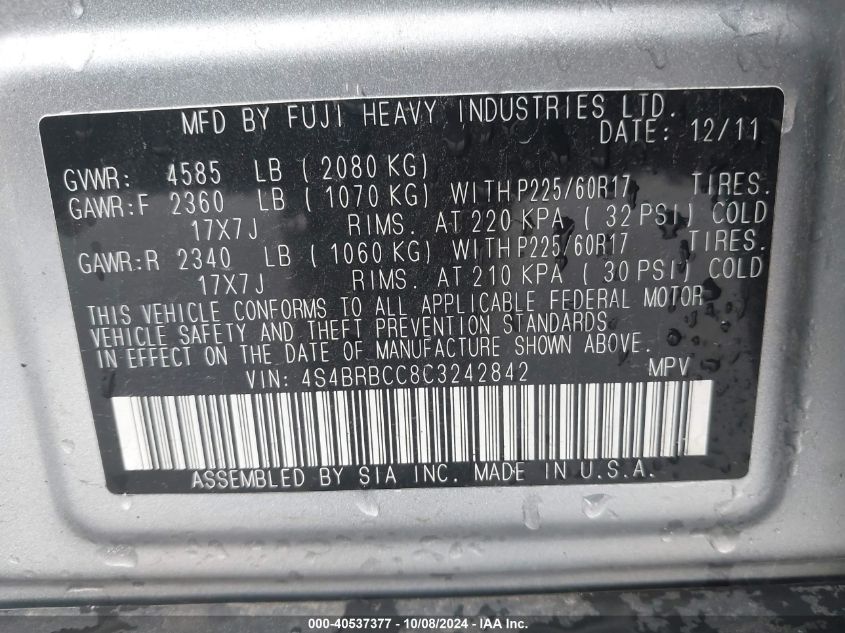 MFD BY FUJI HEAVY INDUSTRIES LTD.
DATE: 12/11
GVWR: 4585 LB ( 2080 KG)
GAWR:F 2360 LB ( 1070 KG) WITH P225/60R17 TIRES.
17X7J RIMS. AT 220 KPA ( 32 PSI) COLD
GAWR:R 2340 LB ( 1060 KG) WITH P225/60R17 TIRES.
17X7J RIMS. AT 210 KPA ( 30 PSI) COLD
THIS VEHICLE CONFORMS TO ALL APPLICABLE FEDERAL MOTOR
VEHICLE SAFETY AND THEFT PREVENTION STANDARDS
IN EFFECT ON THE DATE OF MANUFACTURE SHOWN ABOVE.
VIN: 4S4BRBCC8C3242842 MPV
ASSEMBLED BY SIA INC. MADE IN U.S.A.
000-40537377 - 10/08/2024 - IAA Inc.